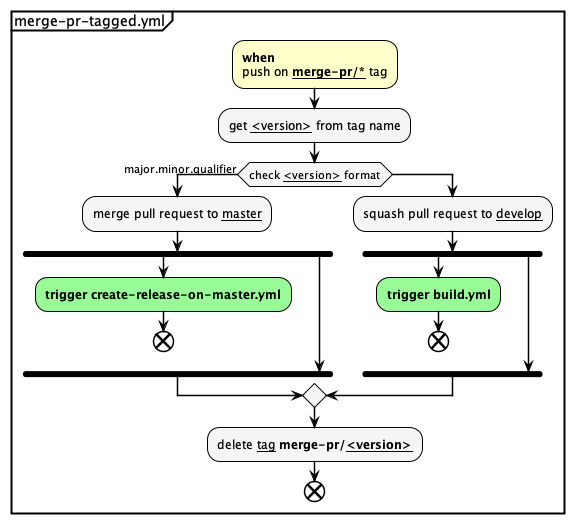 merge-pr-tagged.yml
when
push on merge-pr/* tag
get <version> from tag name
major.minor.qualifier
check <version> format
merge pull request to master
squash pull request to develop
trigger create-release-on-master.yml
trigger build.yml
delete tag merge-pr/<version>